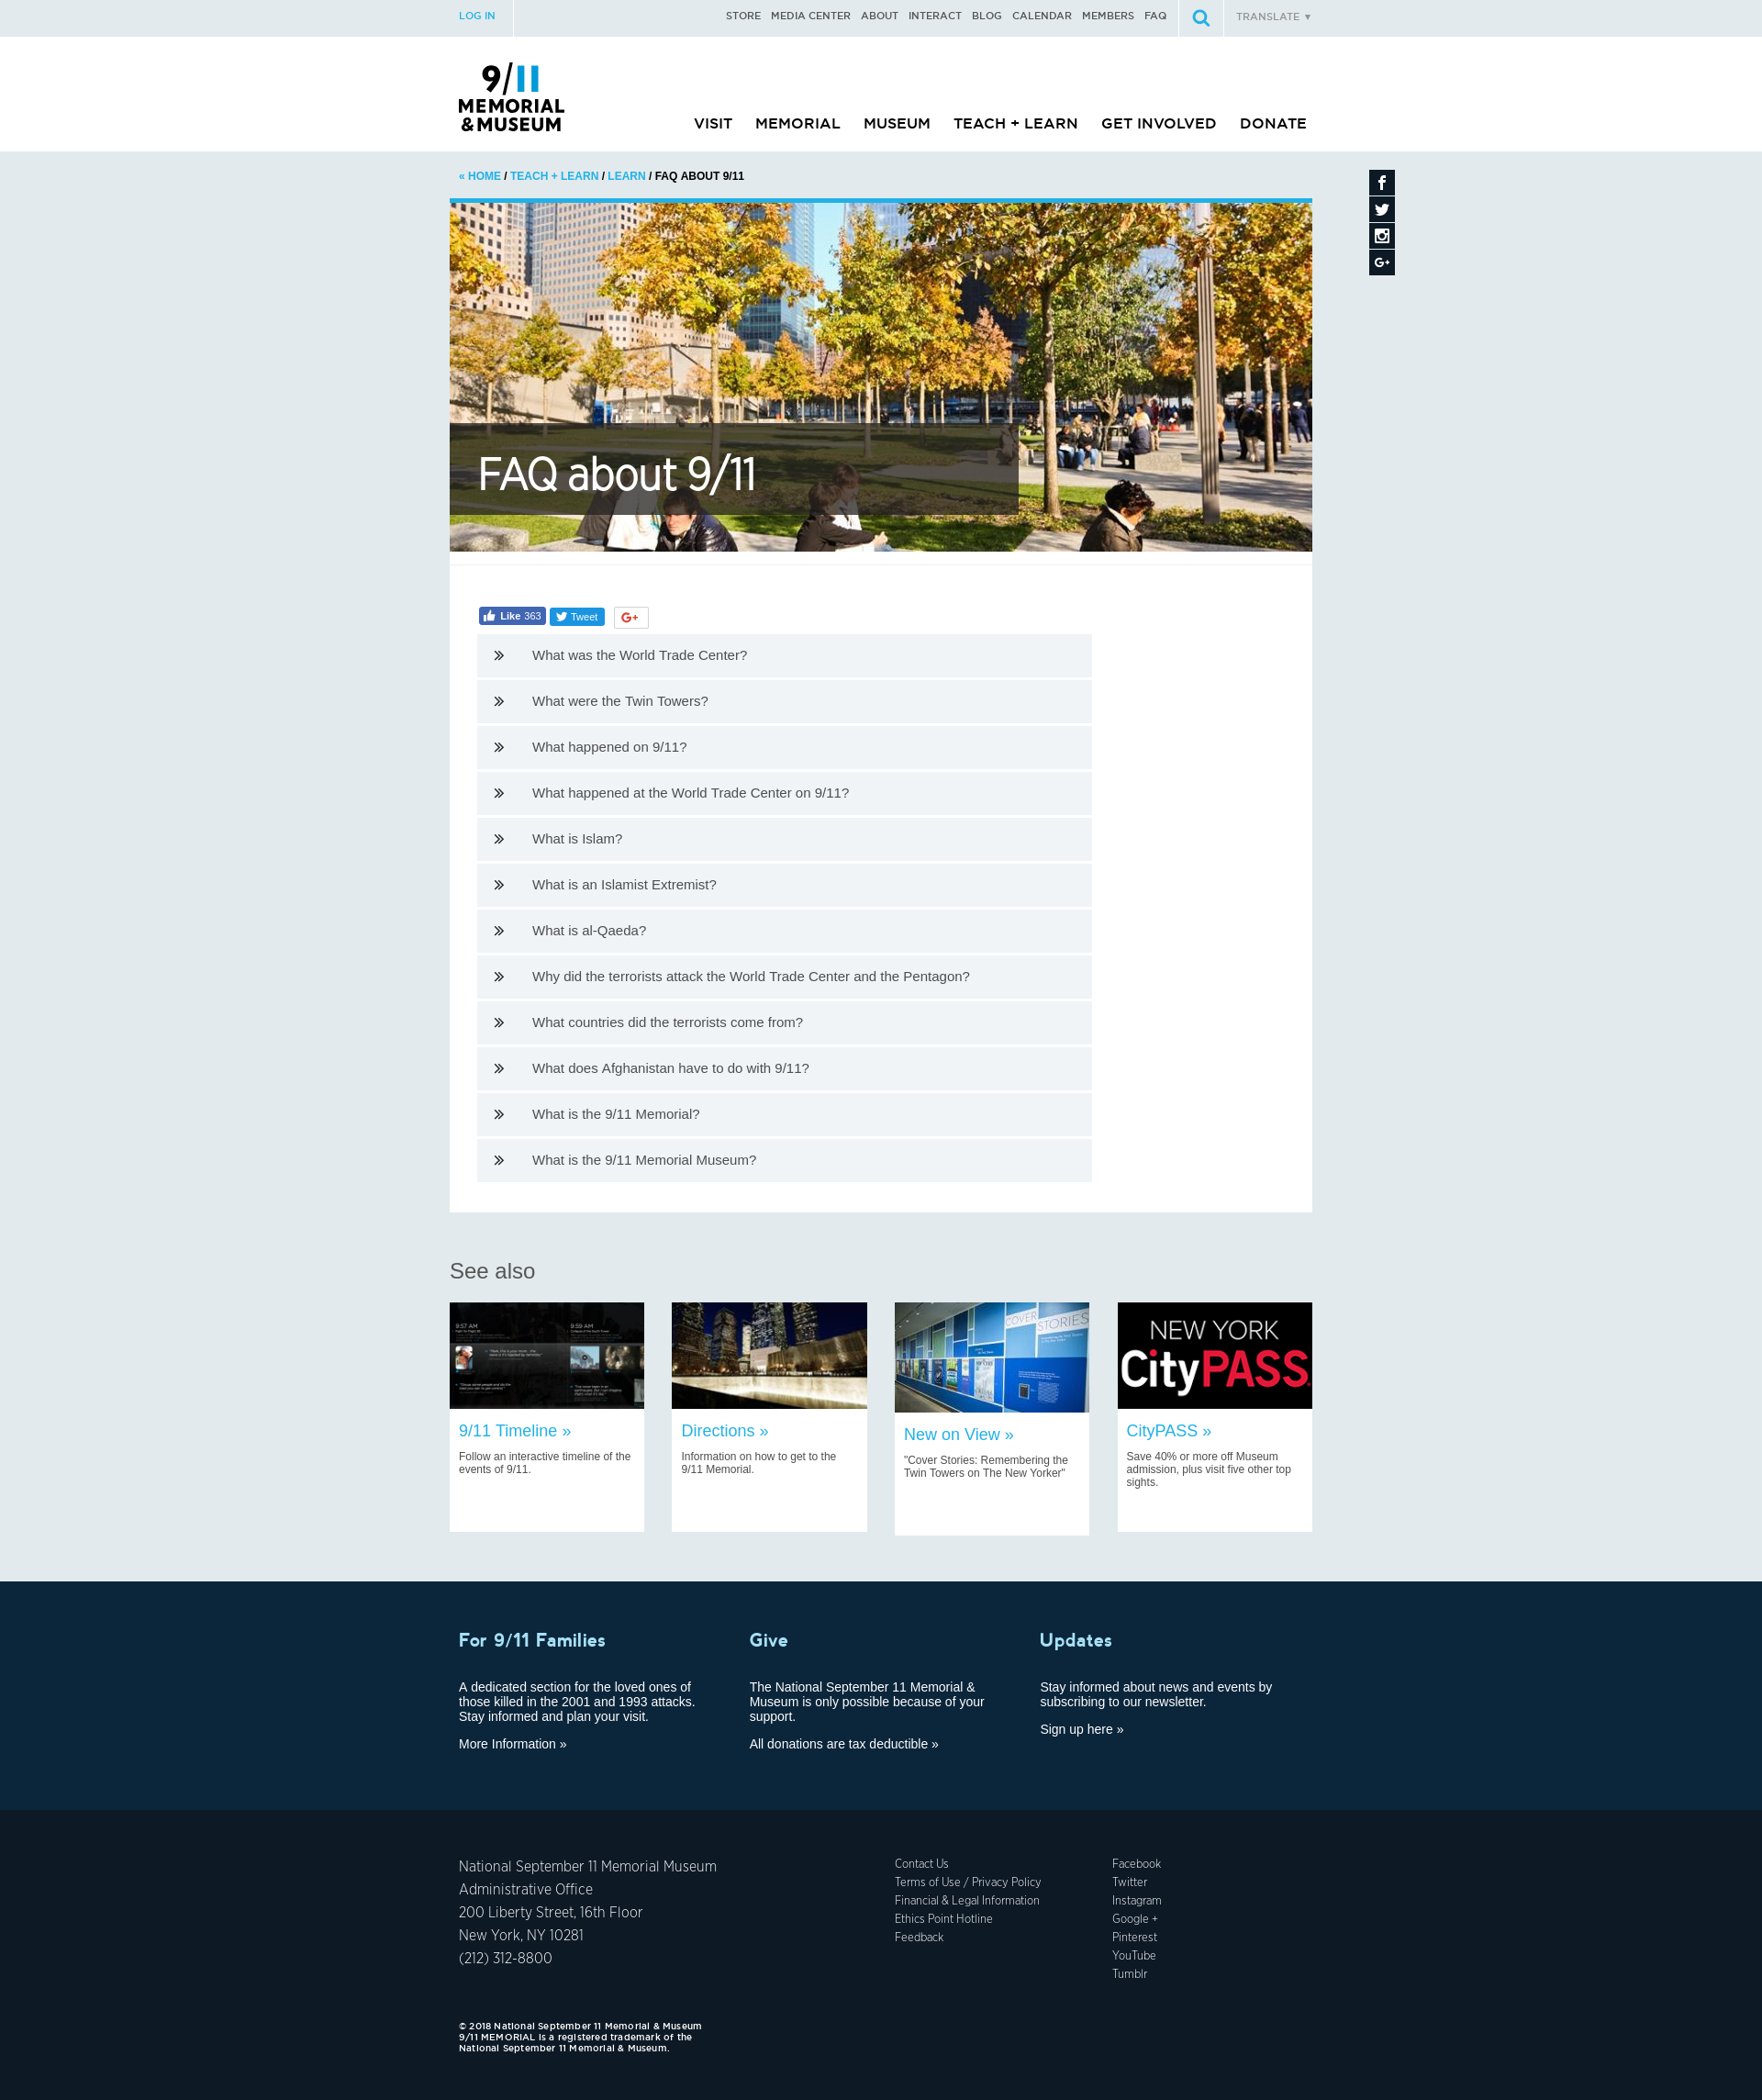 LOG IN
STORE MEDIA CENTER ABOUT INTERACT BLOG CALENDAR MEMBERS FAQ
TRANSLATE ▼
9/11
MEMORIAL
& MUSEUM
VISIT MEMORIAL MUSEUM TEACH + LEARN GET INVOLVED DONATE
« HOME / TEACH + LEARN / LEARN / FAQ ABOUT 9/11
FAQ about 9/11
Like 363
Tweet
G+
What was the World Trade Center?
What were the Twin Towers?
What happened on 9/11?
What happened at the World Trade Center on 9/11?
What is Islam?
What is an Islamist Extremist?
What is al-Qaeda?
Why did the terrorists attack the World Trade Center and the Pentagon?
What countries did the terrorists come from?
What does Afghanistan have to do with 9/11?
What is the 9/11 Memorial?
What is the 9/11 Memorial Museum?
See also
9:57 AM
9:59 AM
COVER STORIES
NEW YORK
CityPASS
9/11 Timeline »
Follow an interactive timeline of the
events of 9/11.
Directions »
Information on how to get to the
9/11 Memorial.
New on View »
"Cover Stories: Remembering the
Twin Towers on The New Yorker"
CityPASS »
Save 40% or more off Museum
admission, plus visit five other top
sights.
For 9/11 Families
A dedicated section for the loved ones of
those killed in the 2001 and 1993 attacks.
Stay informed and plan your visit.
More Information »
Give
The National September 11 Memorial &
Museum is only possible because of your
support.
All donations are tax deductible »
Updates
Stay informed about news and events by
subscribing to our newsletter.
Sign up here »
National September 11 Memorial Museum
Administrative Office
200 Liberty Street, 16th Floor
New York, NY 10281
(212) 312-8800
Contact Us
Terms of Use / Privacy Policy
Financial & Legal Information
Ethics Point Hotline
Feedback
Facebook
Twitter
Instagram
Google +
Pinterest
YouTube
Tumblr
© 2018 National September 11 Memorial & Museum
9/11 MEMORIAL is a registered trademark of the
National September 11 Memorial & Museum.